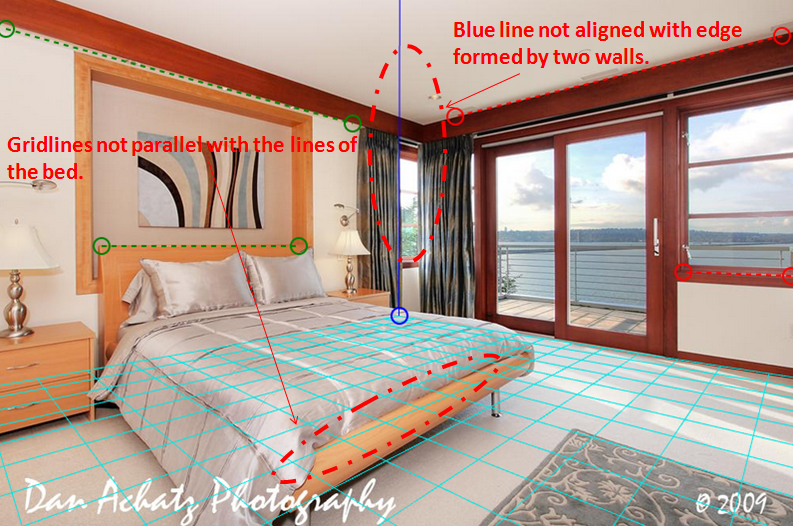 Blue line not aligned with edge
formed by two walls.
Gridlines not parallel with the lines of
the bed.
Dan Achatz Photography
© 2009